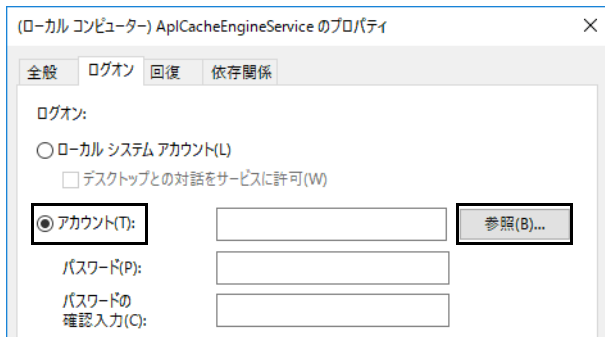 (ローカル コンピューター) AplCacheEngineService のプロパティ
全般 ログオン 回復 依存関係
ログオン:
ローカル システム アカウント(L)
デスクトップとの対話をサービスに許可(W)
アカウント(T): 参照(B)...
パスワード(P):
パスワードの
確認入力(C):